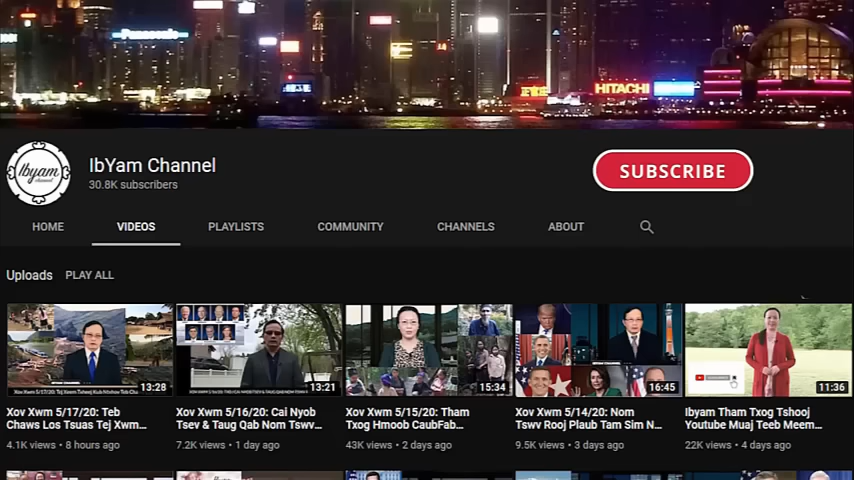 Panasonic
HITACHI
Ibyam
channel
IbYam Channel
30.8K subscribers
SUBSCRIBE
HOME VIDEOS PLAYLISTS COMMUNITY CHANNELS ABOUT
Uploads PLAY ALL
13:28 13:21 15:34 16:45 11:36
Xov Xwm 5/17/20: Teb
Chaws Los Tsuas Tej Xwm...
4.1K views • 8 hours ago
Xov Xwm 5/16/20: Cai Nyob
Tsev & Taug Qab Nom Tswv...
7.2K views • 1 day ago
Xov Xwm 5/15/20: Tham
Txog Hmoob CaubFab...
43K views • 2 days ago
Xov Xwm 5/14/20: Nom
Tswv Rooj Plaub Tam Sim N...
9.5K views • 3 days ago
Ibyam Tham Txog Tshooj
Youtube Muaj Teeb Meem...
22K views • 4 days ago